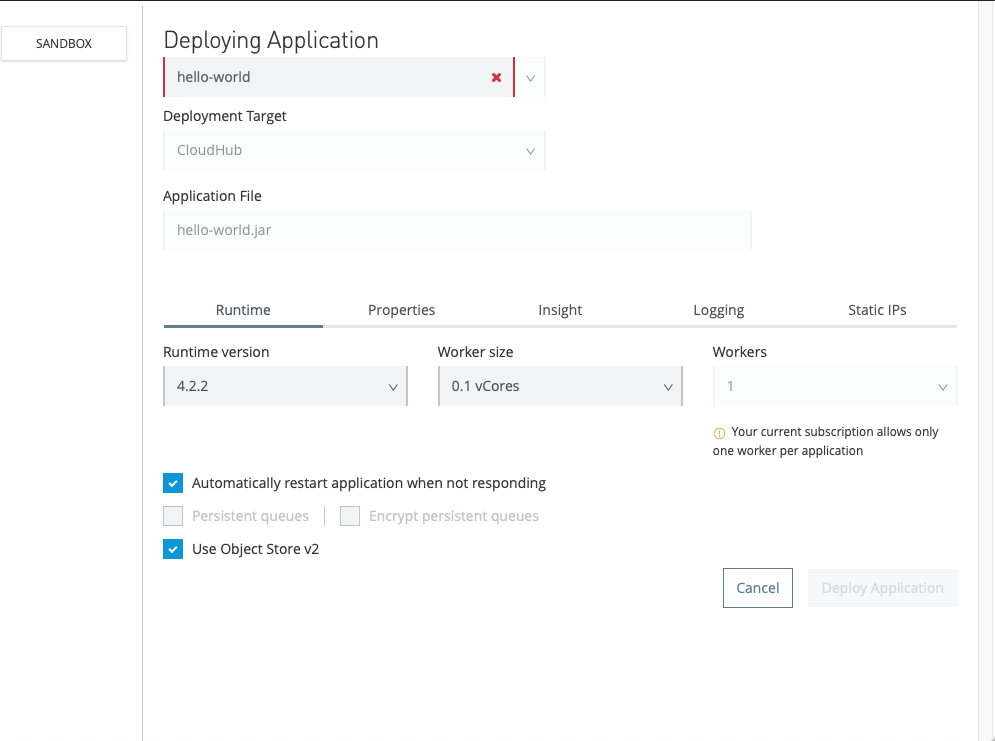 SANDBOX
Deploying Application
hello-world
Deployment Target
CloudHub
Application File
hello-world.jar
Runtime Properties Insight Logging Static IPs
Runtime version Worker size Workers
4.2.2 0.1 vCores 1
Your current subscription allows only
one worker per application
Automatically restart application when not responding
Persistent queues Encrypt persistent queues
Use Object Store v2
Cancel Deploy Application